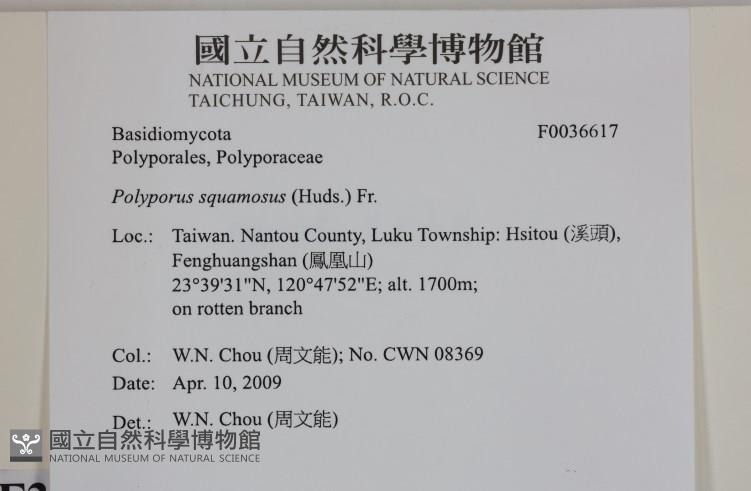 國立自然科學博物館
NATIONAL MUSEUM OF NATURAL SCIENCE
TAICHUNG, TAIWAN, R.O.C.
Basidiomycota F0036617
Polyporales, Polyporaceae
Polyporus squamosus (Huds.) Fr.
Loc.: Taiwan. Nantou County, Luku Township: Hsitou (溪頭),
Fenghuangshan (鳳凰山)
23°39'31"N, 120°47'52"E; alt. 1700m;
on rotten branch
Col.: W.N. Chou (周文能); No. CWN 08369
Date: Apr. 10, 2009
Det.: W.N. Chou (周文能)
國立自然科學博物館
NATIONAL MUSEUM OF NATURAL SCIENCE